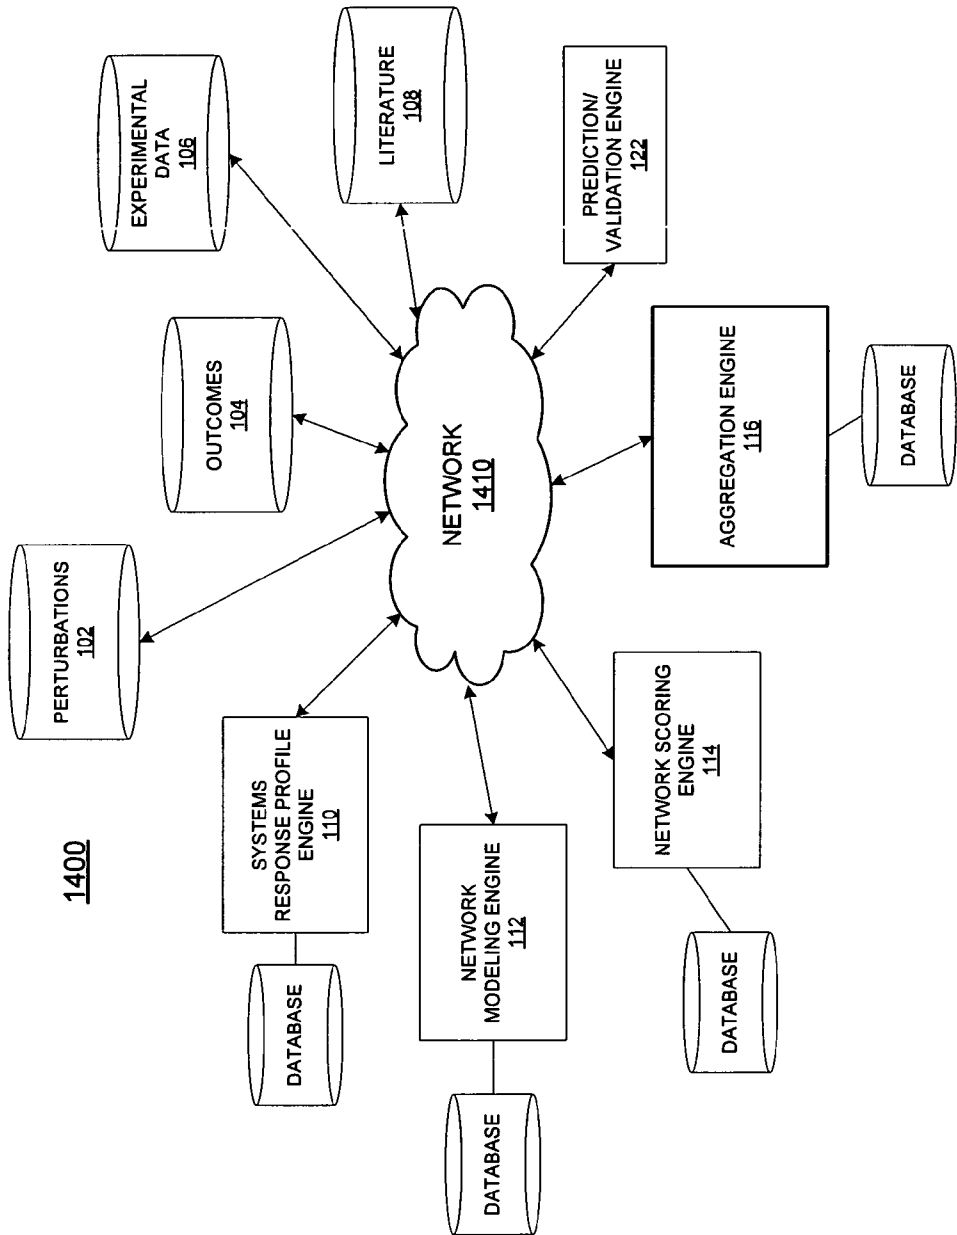 1400
PERTURBATIONS
102
OUTCOMES
104
EXPERIMENTAL
DATA
106
LITERATURE
108
SYSTEMS
RESPONSE PROFILE
ENGINE
110
DATABASE
NETWORK
1410
NETWORK
MODELING ENGINE
112
DATABASE
NETWORK SCORING
ENGINE
114
DATABASE
AGGREGATION ENGINE
116
DATABASE
PREDICTION/
VALIDATION ENGINE
122